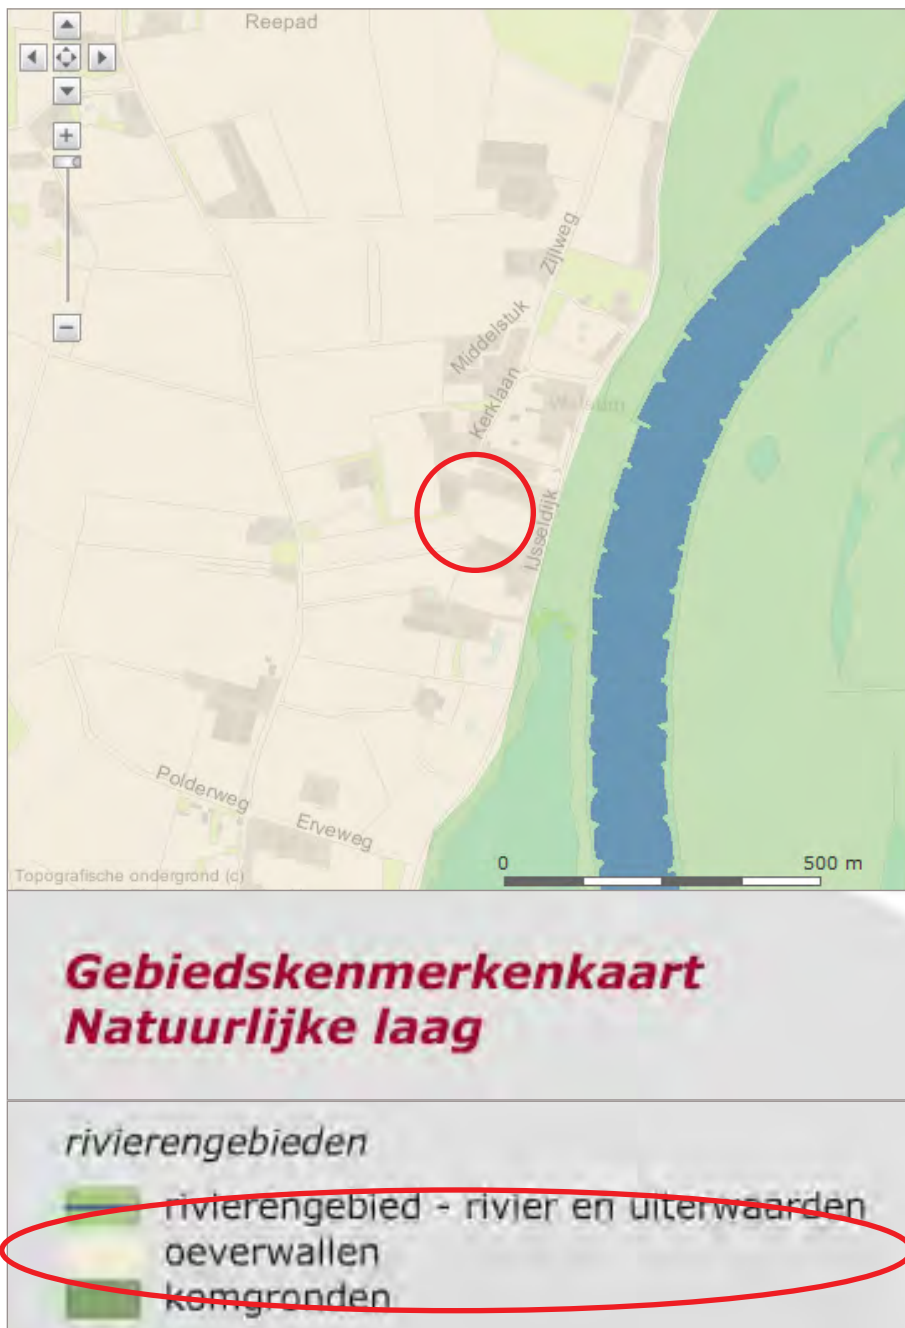 Reepad
Zijlweg
Middelstuk
Kerklaan
Welsum
IJsseldijk
Polderweg
Erveweg
0 500 m
Topografische ondergrond (c)
Gebiedskenmerkenkaart
Natuurlijke laag
rivierengebieden
rivierengebied - rivier en uiterwaarden
oeverwallen
komgronden